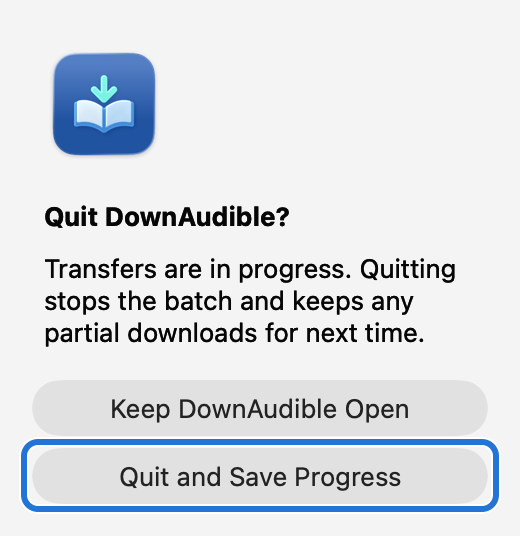 Quit DownAudible?
Transfers are in progress. Quitting
stops the batch and keeps any
partial downloads for next time.
Keep DownAudible Open
Quit and Save Progress